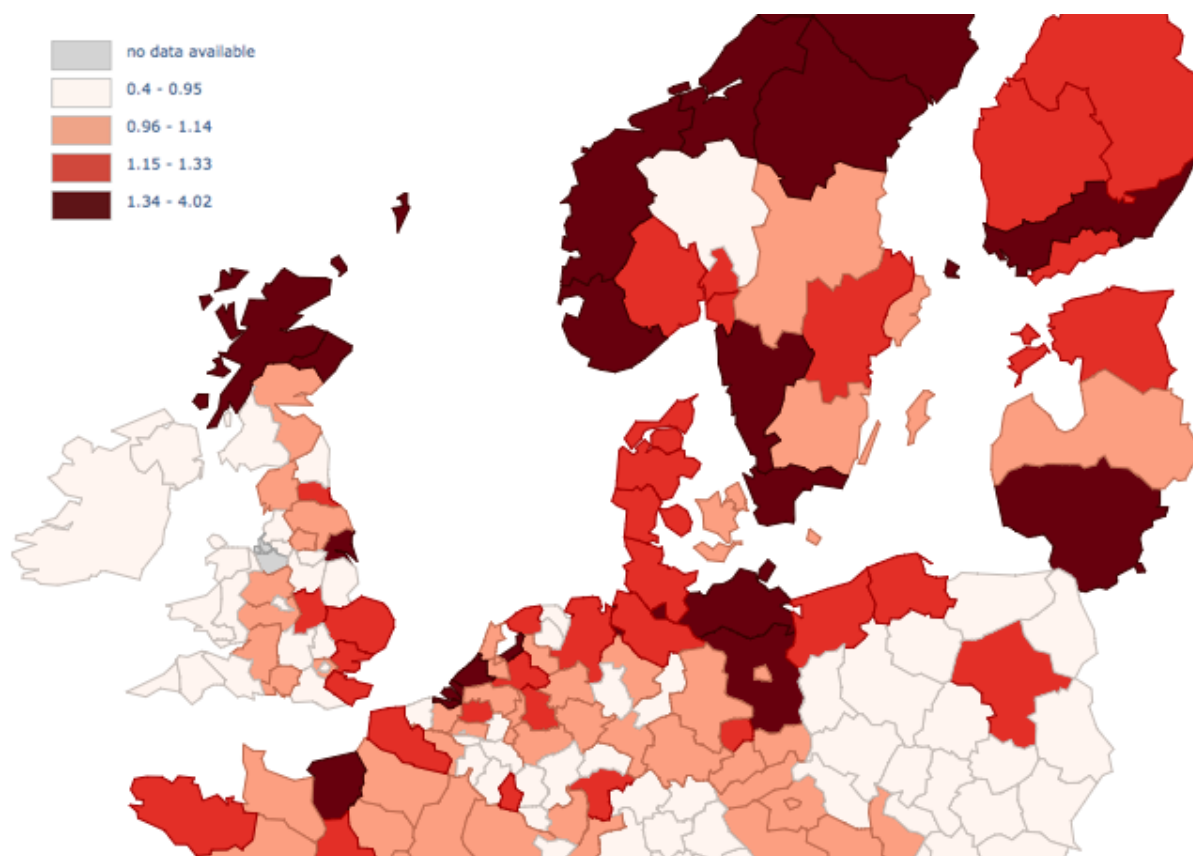 no data available
0.4 - 0.95
0.96 - 1.14
1.15 - 1.33
1.34 - 4.02